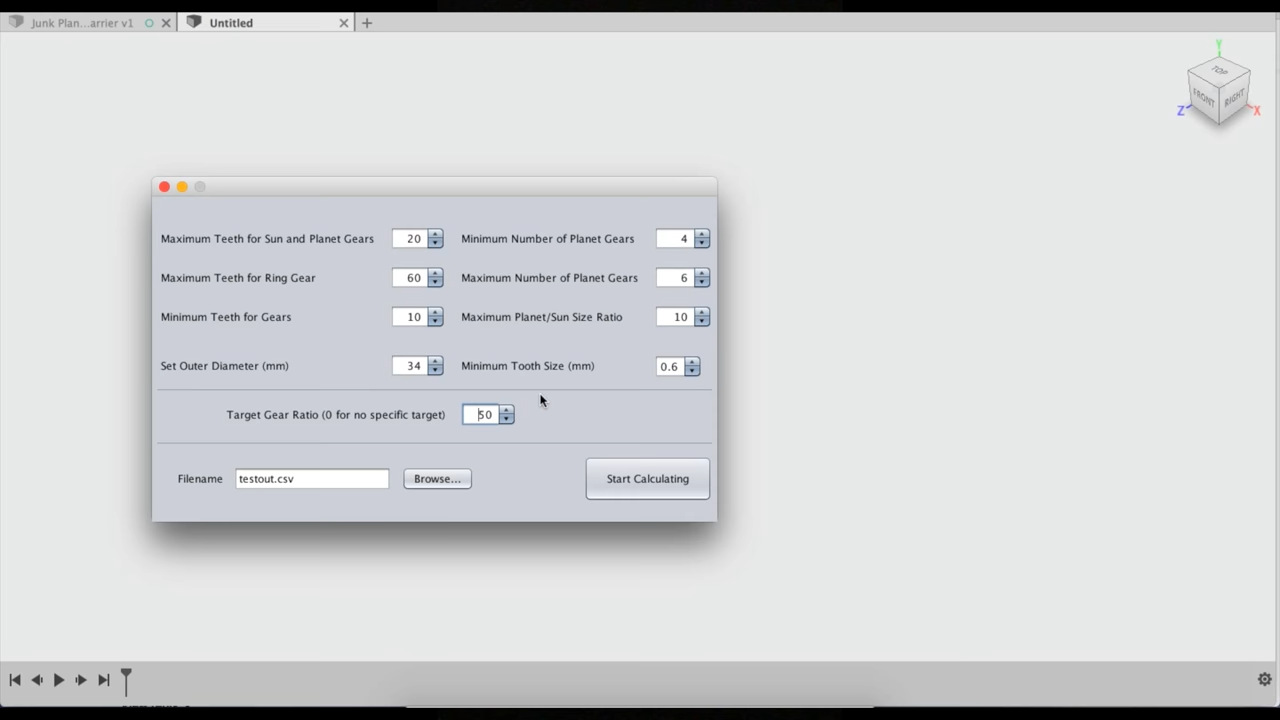 Junk Plan...arrier v1
Untitled
Y
TOP
FRONT
RIGHT
Z
X
Maximum Teeth for Sun and Planet Gears 20 Minimum Number of Planet Gears 4
Maximum Teeth for Ring Gear 60 Maximum Number of Planet Gears 6
Minimum Teeth for Gears 10 Maximum Planet/Sun Size Ratio 10
Set Outer Diameter (mm) 34 Minimum Tooth Size (mm) 0.6
Target Gear Ratio (0 for no specific target) 50
Filename testout.csv Browse... Start Calculating